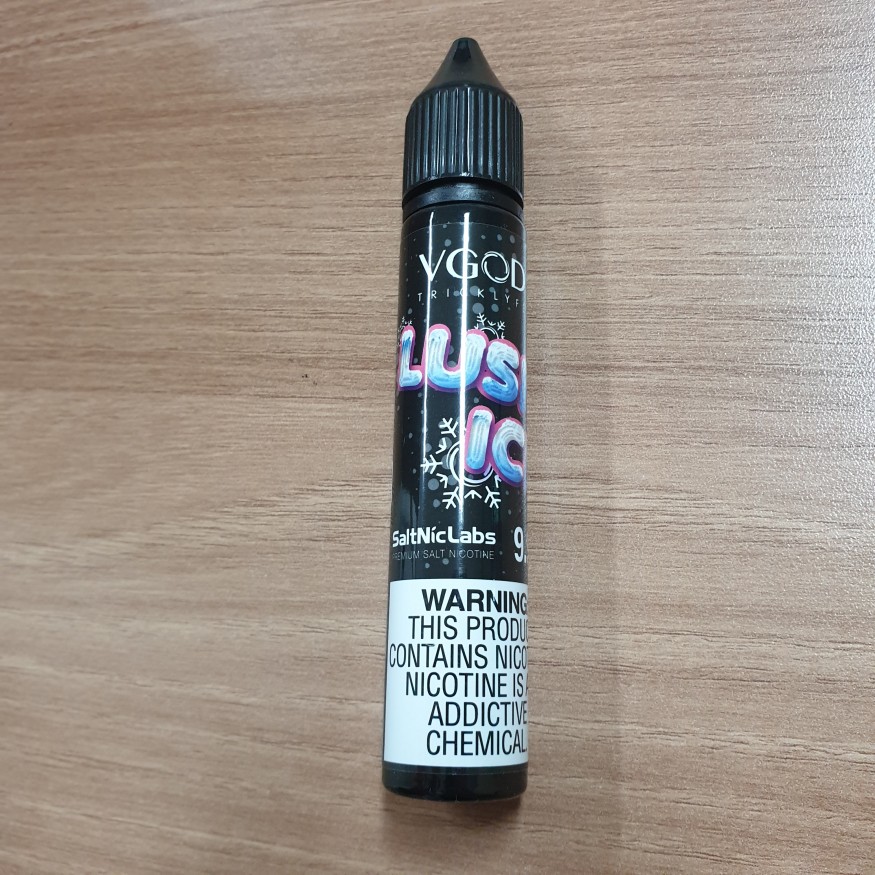 VGOD
TRICKLYF
LUS
IC
SaltNicLabs
PREMIUM SALT NICOTINE
9.
WARNING
THIS PRODU
CONTAINS NICO
NICOTINE IS A
ADDICTIVE
CHEMICAL.